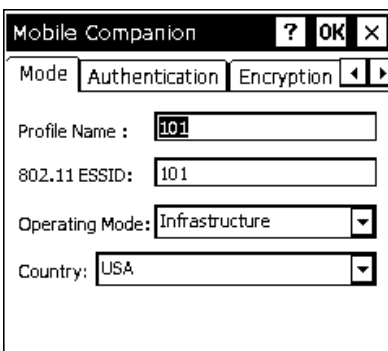 Mobile Companion ? OK ×
Mode Authentication Encryption
Profile Name : 101
802.11 ESSID: 101
Operating Mode: Infrastructure
Country: USA